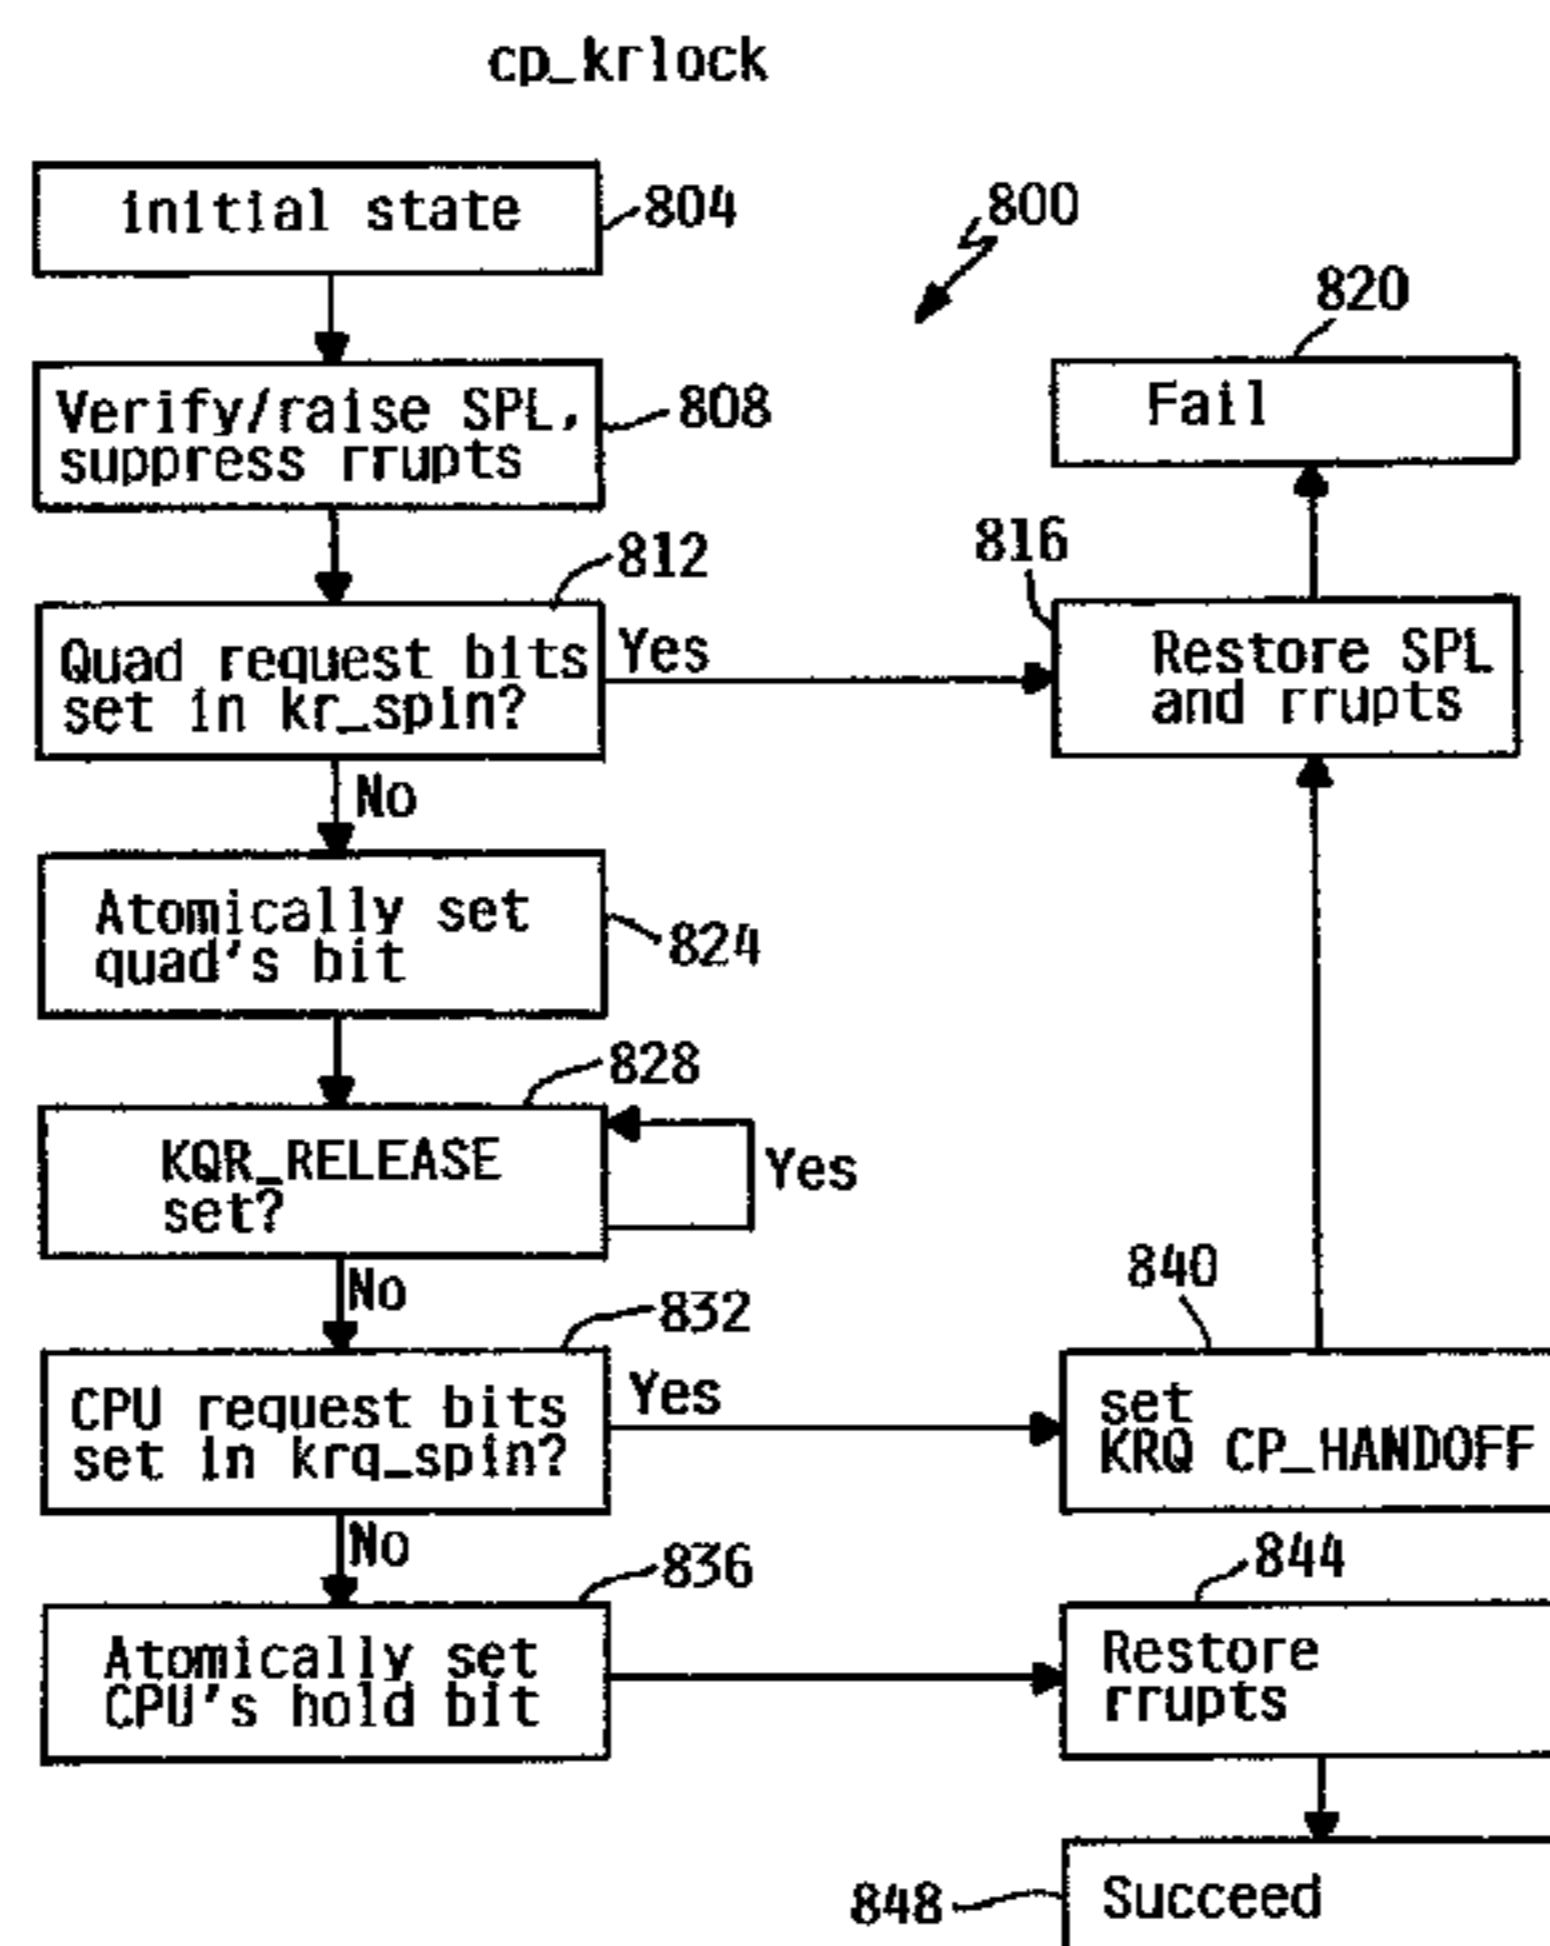 cp_krlock
initial state
804
800
820
Fail
Verify/raise SPL,
suppress rrupts
808
812
816
Quad request bits
set in kr_spin?
Yes
Restore SPL
and rrupts
No
Atomically set
quad's bit
824
828
KQR_RELEASE
set?
Yes
No
832
840
CPU request bits
set in krq_spin?
Yes
set
KRQ CP_HANDOFF
No
836
844
Atomically set
CPU's hold bit
Restore
rrupts
848
Succeed